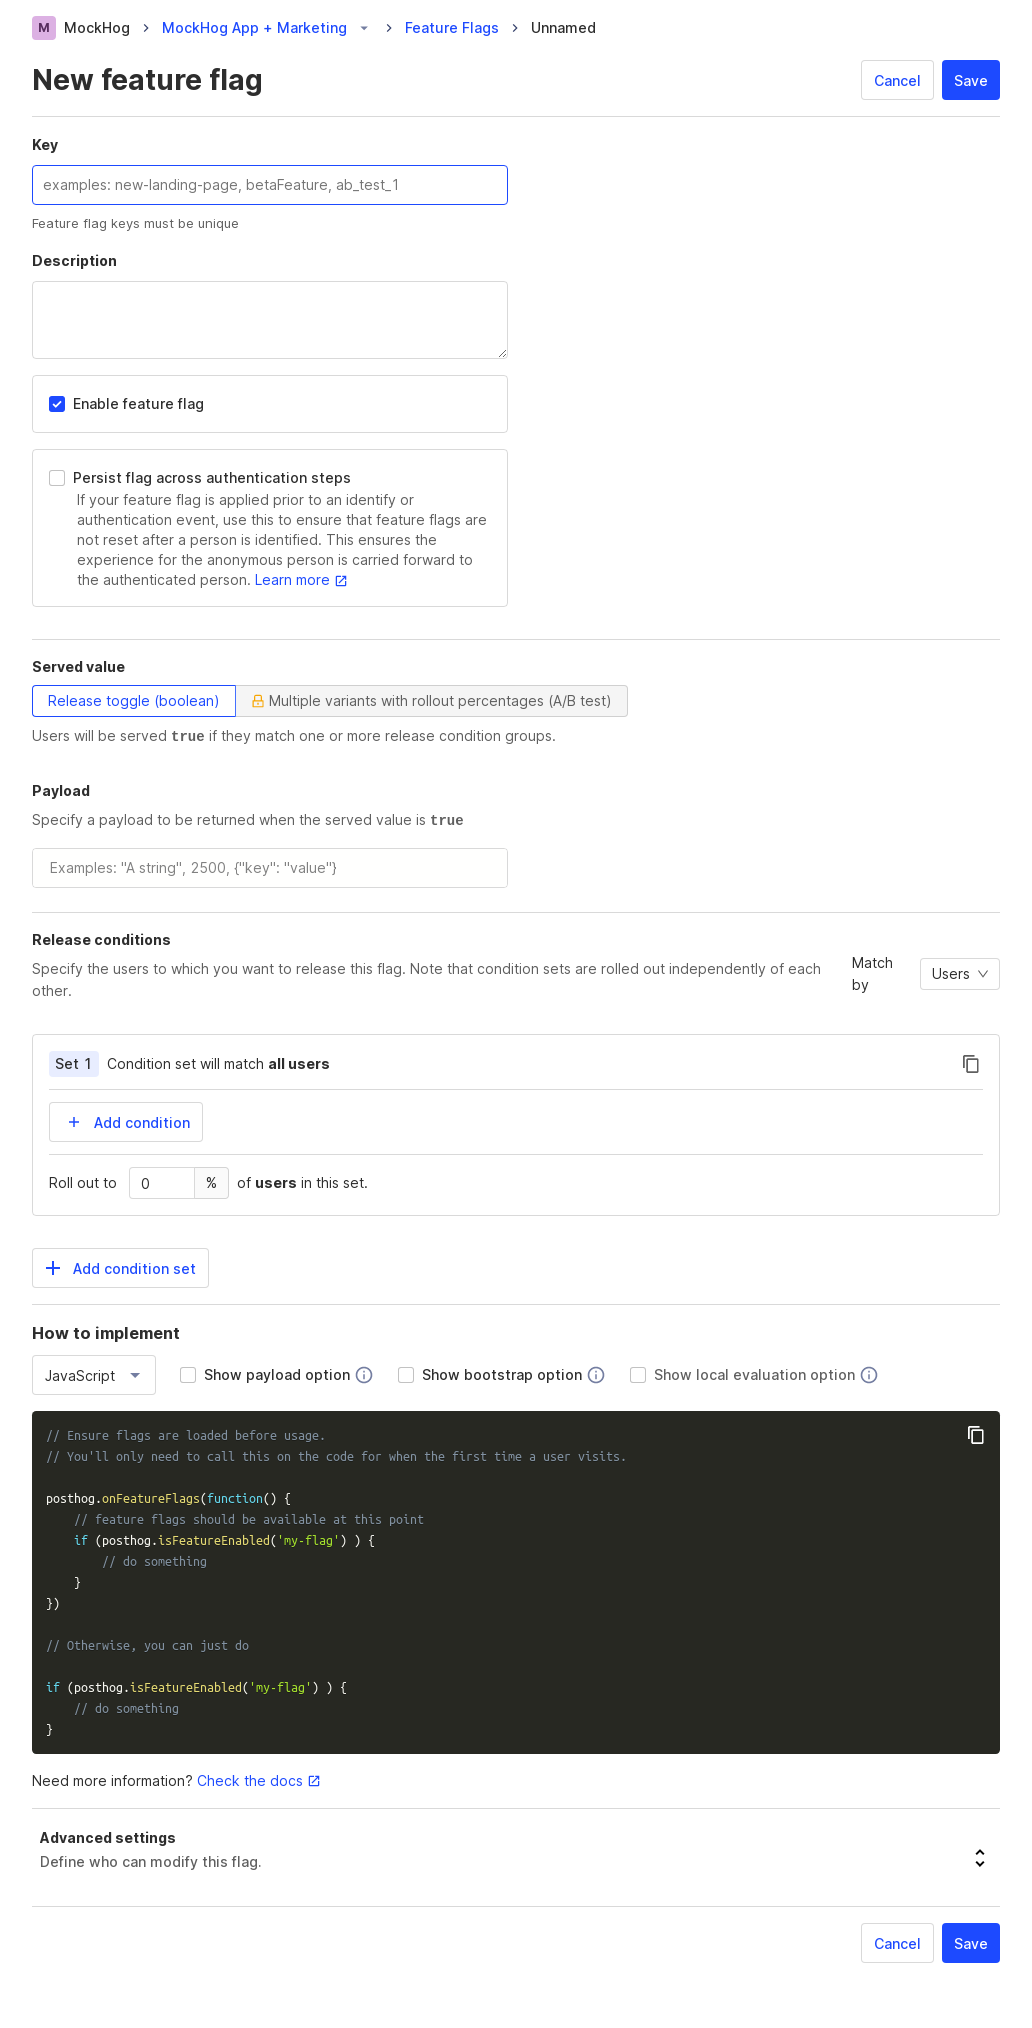 M MockHog > MockHog App + Marketing > Feature Flags > Unnamed
New feature flag
Cancel Save
Key
examples: new-landing-page, betaFeature, ab_test_1
Feature flag keys must be unique
Description
Enable feature flag
Persist flag across authentication steps
If your feature flag is applied prior to an identify or
authentication event, use this to ensure that feature flags are
not reset after a person is identified. This ensures the
experience for the anonymous person is carried forward to
the authenticated person. Learn more
Served value
Release toggle (boolean) Multiple variants with rollout percentages (A/B test)
Users will be served true if they match one or more release condition groups.
Payload
Specify a payload to be returned when the served value is true
Examples: "A string", 2500, {"key": "value"}
Release conditions
Specify the users to which you want to release this flag. Note that condition sets are rolled out independently of each
other.
Match
by
Users
Set 1 Condition set will match all users
Add condition
Roll out to 0 % of users in this set.
Add condition set
How to implement
JavaScript Show payload option Show bootstrap option Show local evaluation option
// Ensure flags are loaded before usage.
// You'll only need to call this on the code for when the first time a user visits.
posthog.onFeatureFlags(function() {
    // feature flags should be available at this point
    if (posthog.isFeatureEnabled('my-flag') ) {
        // do something
    }
})
// Otherwise, you can just do
if (posthog.isFeatureEnabled('my-flag') ) {
    // do something
}
Need more information? Check the docs
Advanced settings
Define who can modify this flag.
Cancel Save